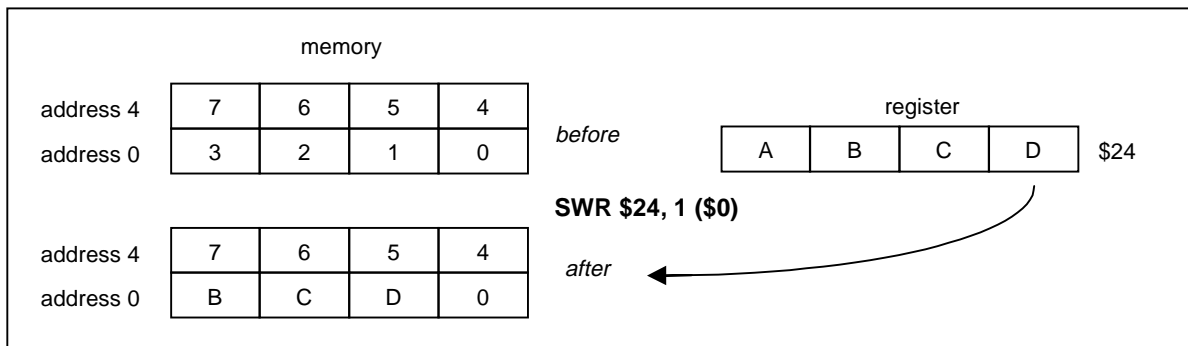 memory
address 4 7 6 5 4
address 0 3 2 1 0
before
register
A B C D $24
SWR $24, 1 ($0)
address 4 7 6 5 4
address 0 B C D 0
after